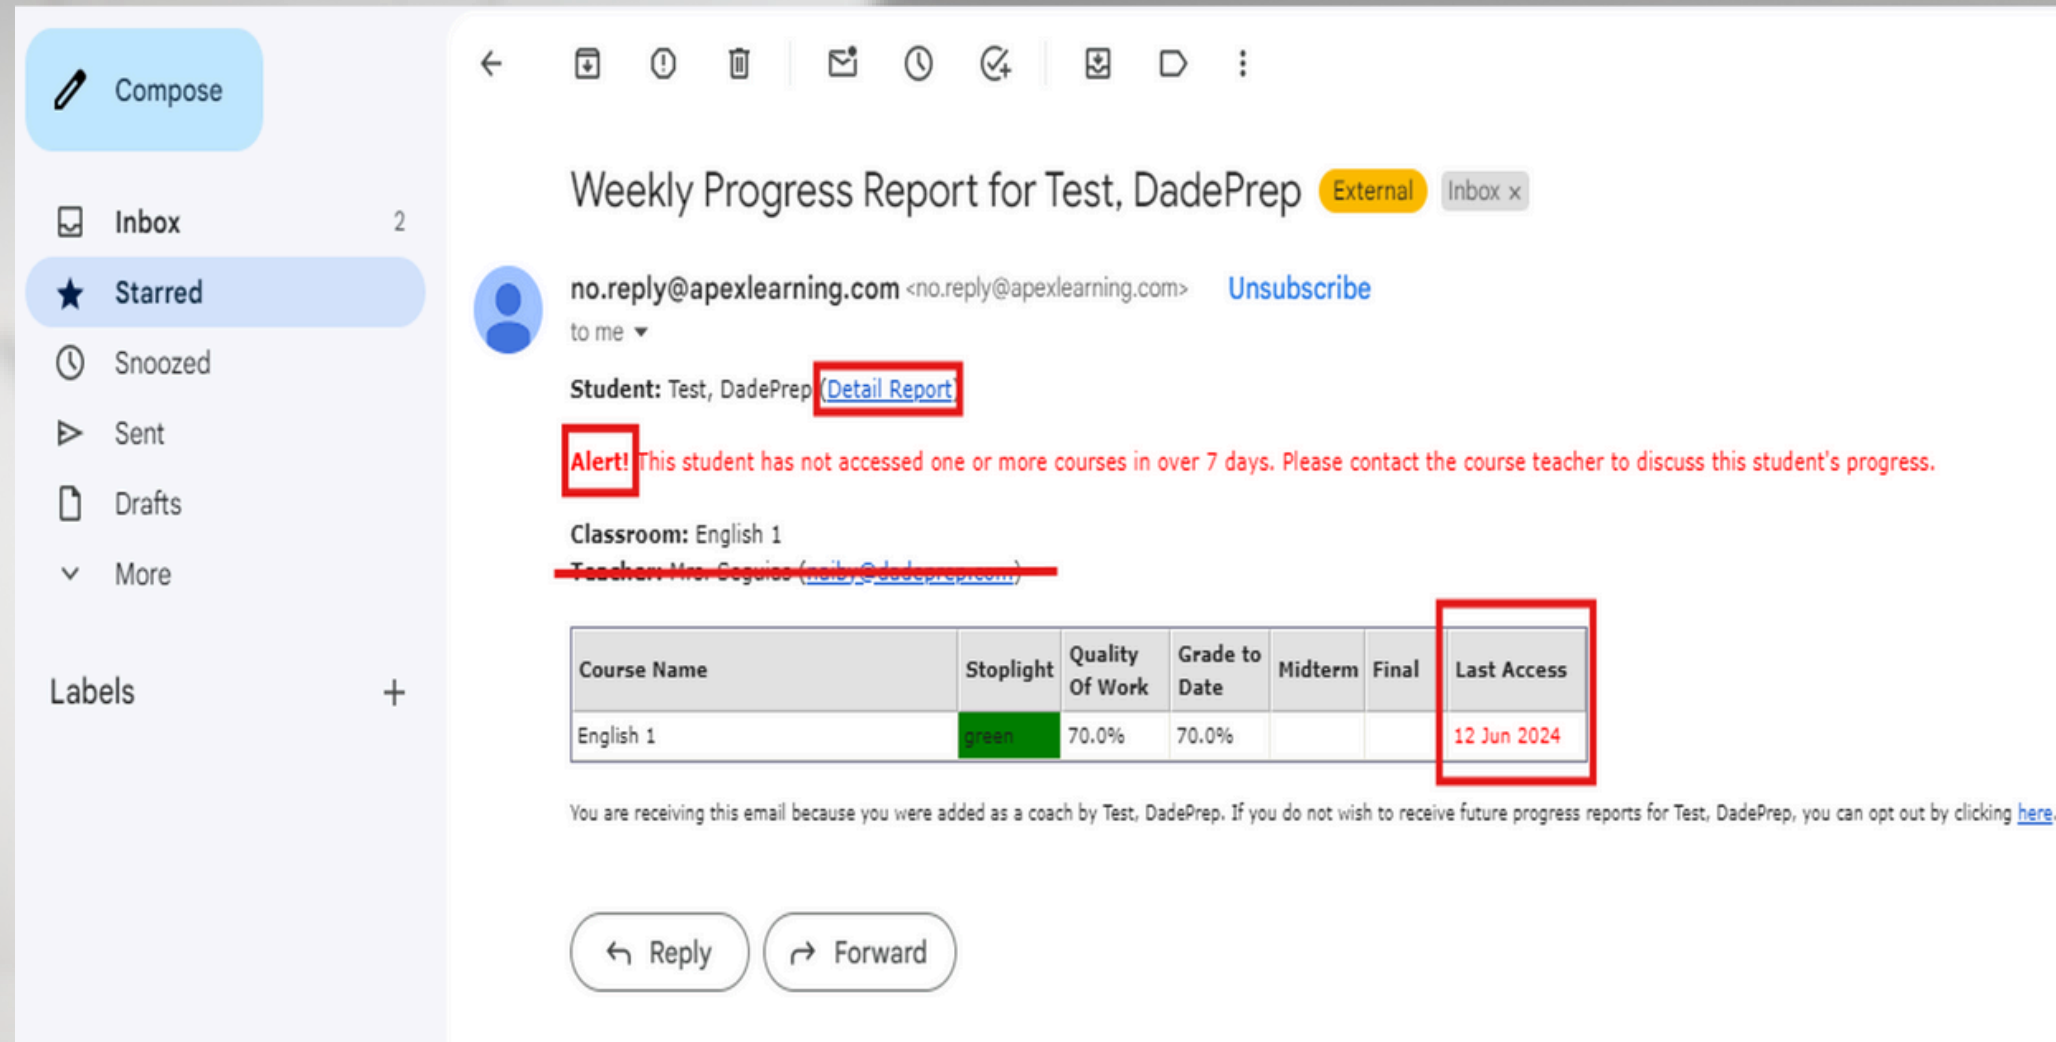 Compose
Inbox 2
Starred
Snoozed
Sent
Drafts
More
Labels
Weekly Progress Report for Test, DadePrep External Inbox x
no.reply@apexlearning.com <no.reply@apexlearning.com> Unsubscribe
to me
Student: Test, DadePrep (Detail Report)
Alert! This student has not accessed one or more courses in over 7 days. Please contact the course teacher to discuss this student's progress.
Classroom: English 1
Teacher: Mrs.
Course Name Stoplight Quality Of Work Grade to Date Midterm Final Last Access
English 1 green 70.0% 70.0% 12 Jun 2024
You are receiving this email because you were added as a coach by Test, DadePrep. If you do not wish to receive future progress reports for Test, DadePrep, you can opt out by clicking here.
Reply Forward